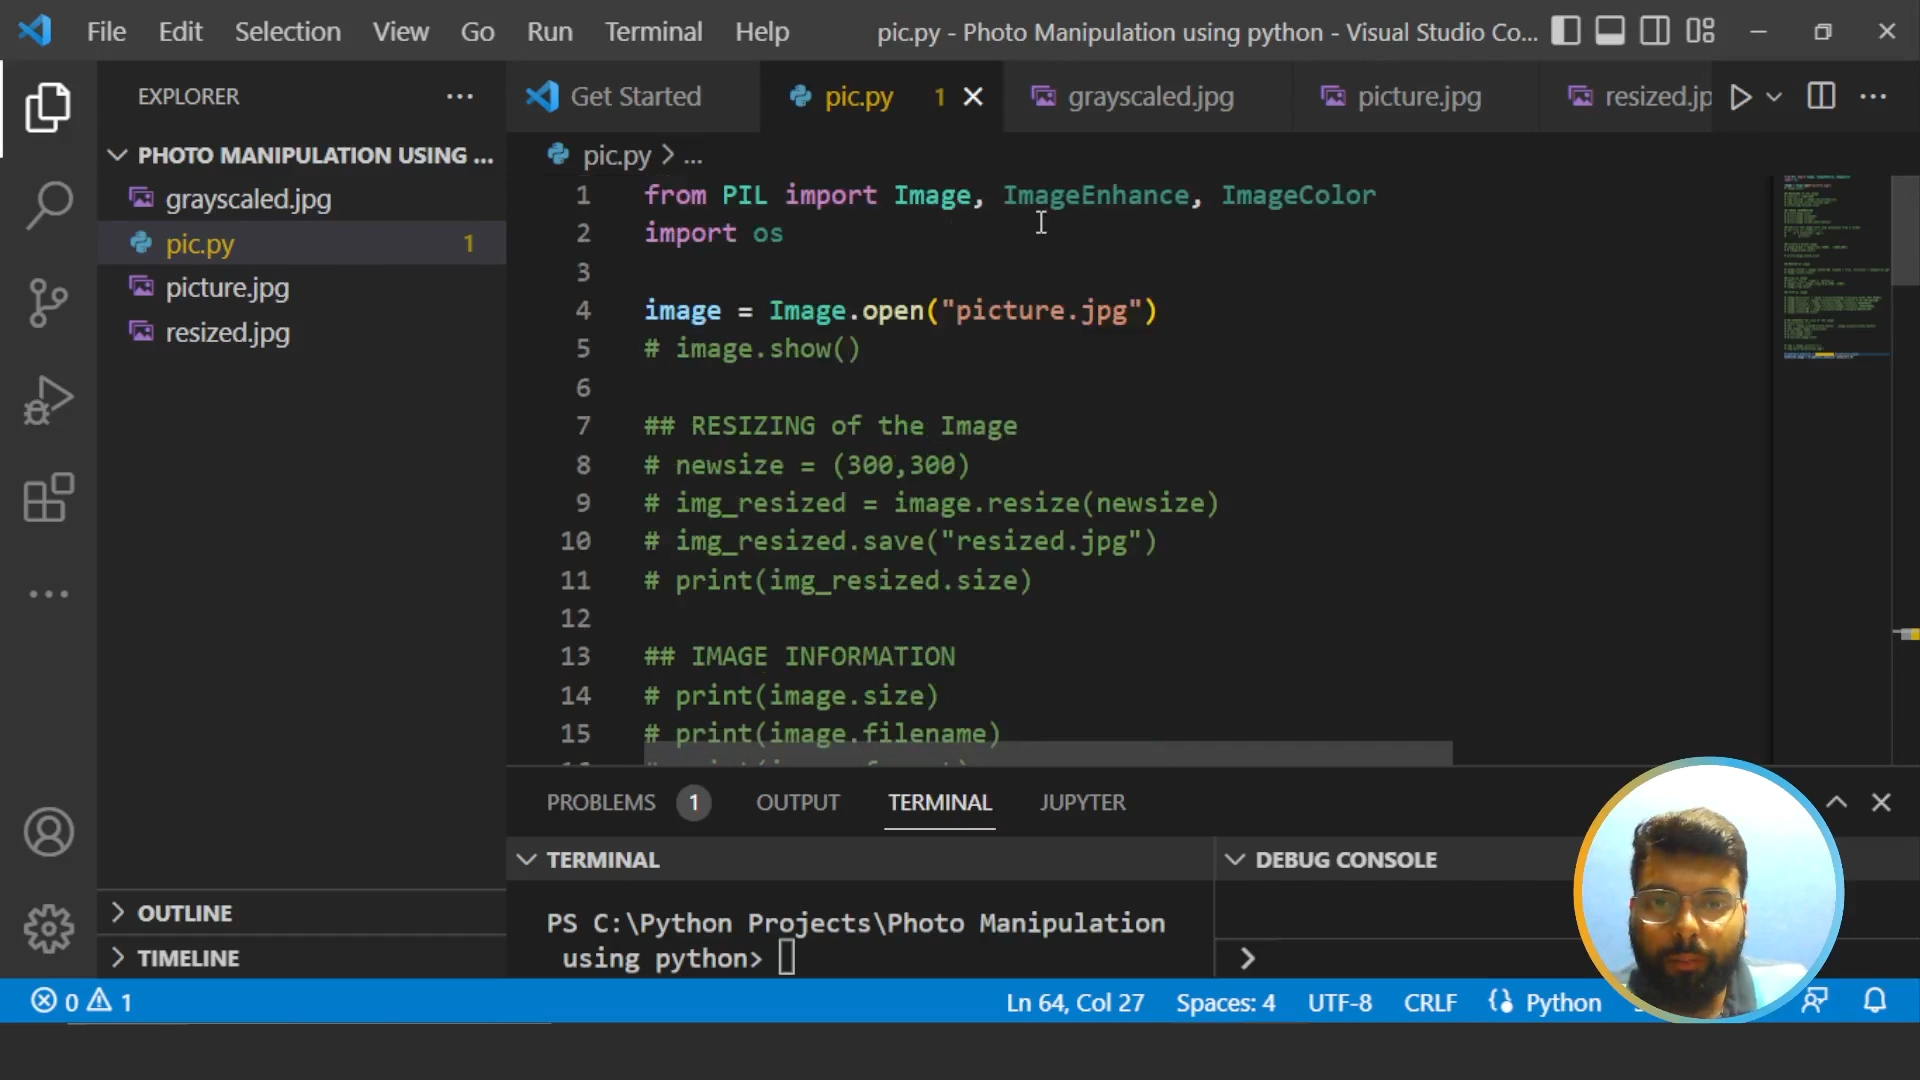 File Edit Selection View Go Run Terminal Help pic.py - Photo Manipulation using python - Visual Studio Co...
EXPLORER
PHOTO MANIPULATION USING ...
grayscaled.jpg
pic.py 1
picture.jpg
resized.jpg
OUTLINE
TIMELINE
Get Started pic.py 1 grayscaled.jpg picture.jpg resized.jp
pic.py > ...
1 from PIL import Image, ImageEnhance, ImageColor
2 import os
3
4 image = Image.open("picture.jpg")
5 # image.show()
6
7 ## RESIZING of the Image
8 # newsize = (300,300)
9 # img_resized = image.resize(newsize)
10 # img_resized.save("resized.jpg")
11 # print(img_resized.size)
12
13 ## IMAGE INFORMATION
14 # print(image.size)
15 # print(image.filename)
PROBLEMS 1 OUTPUT TERMINAL JUPYTER
TERMINAL
PS C:\Python Projects\Photo Manipulation
using python>
DEBUG CONSOLE
0 1 Ln 64, Col 27 Spaces: 4 UTF-8 CRLF Python